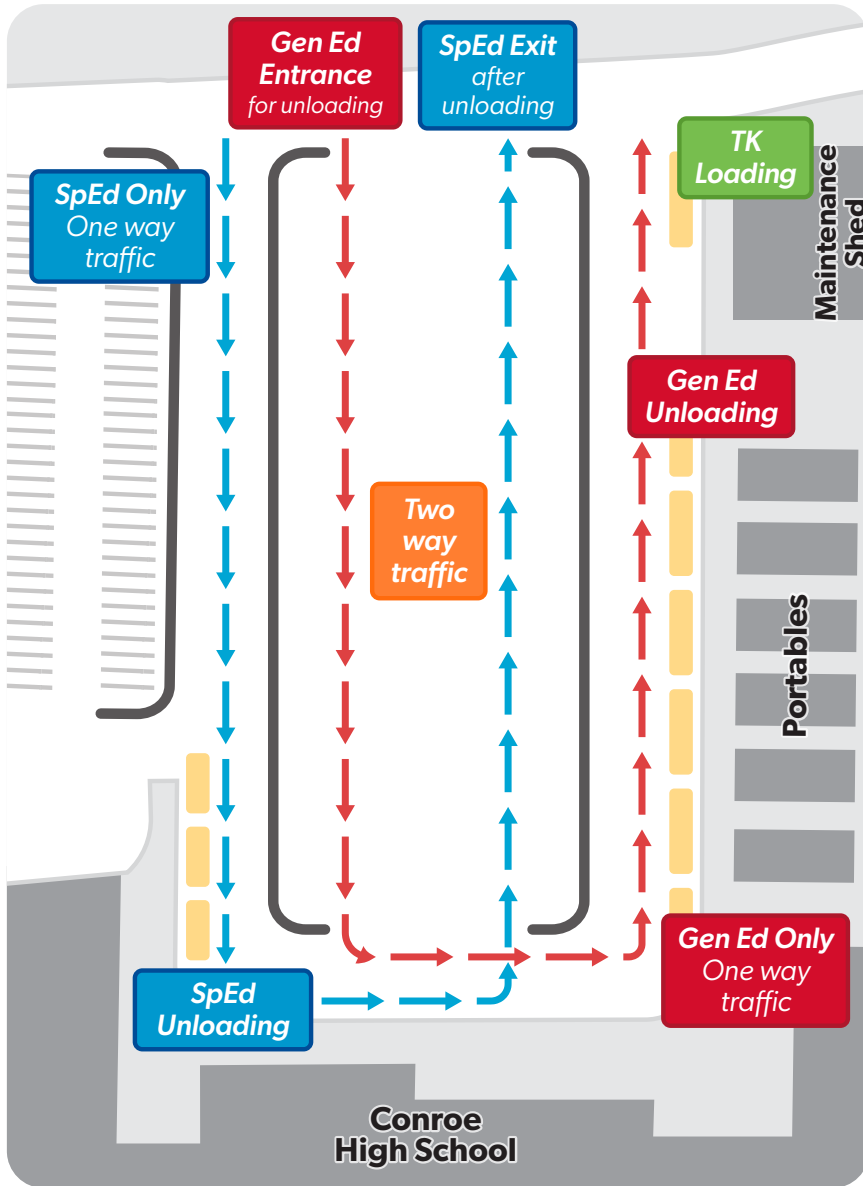 Gen Ed
Entrance
for unloading
SpEd Exit
after
unloading
TK
Loading
SpEd Only
One way
traffic
Maintenance
Shed
Gen Ed
Unloading
Two
way
traffic
Portables
Gen Ed Only
One way
traffic
SpEd
Unloading
Conroe
High School